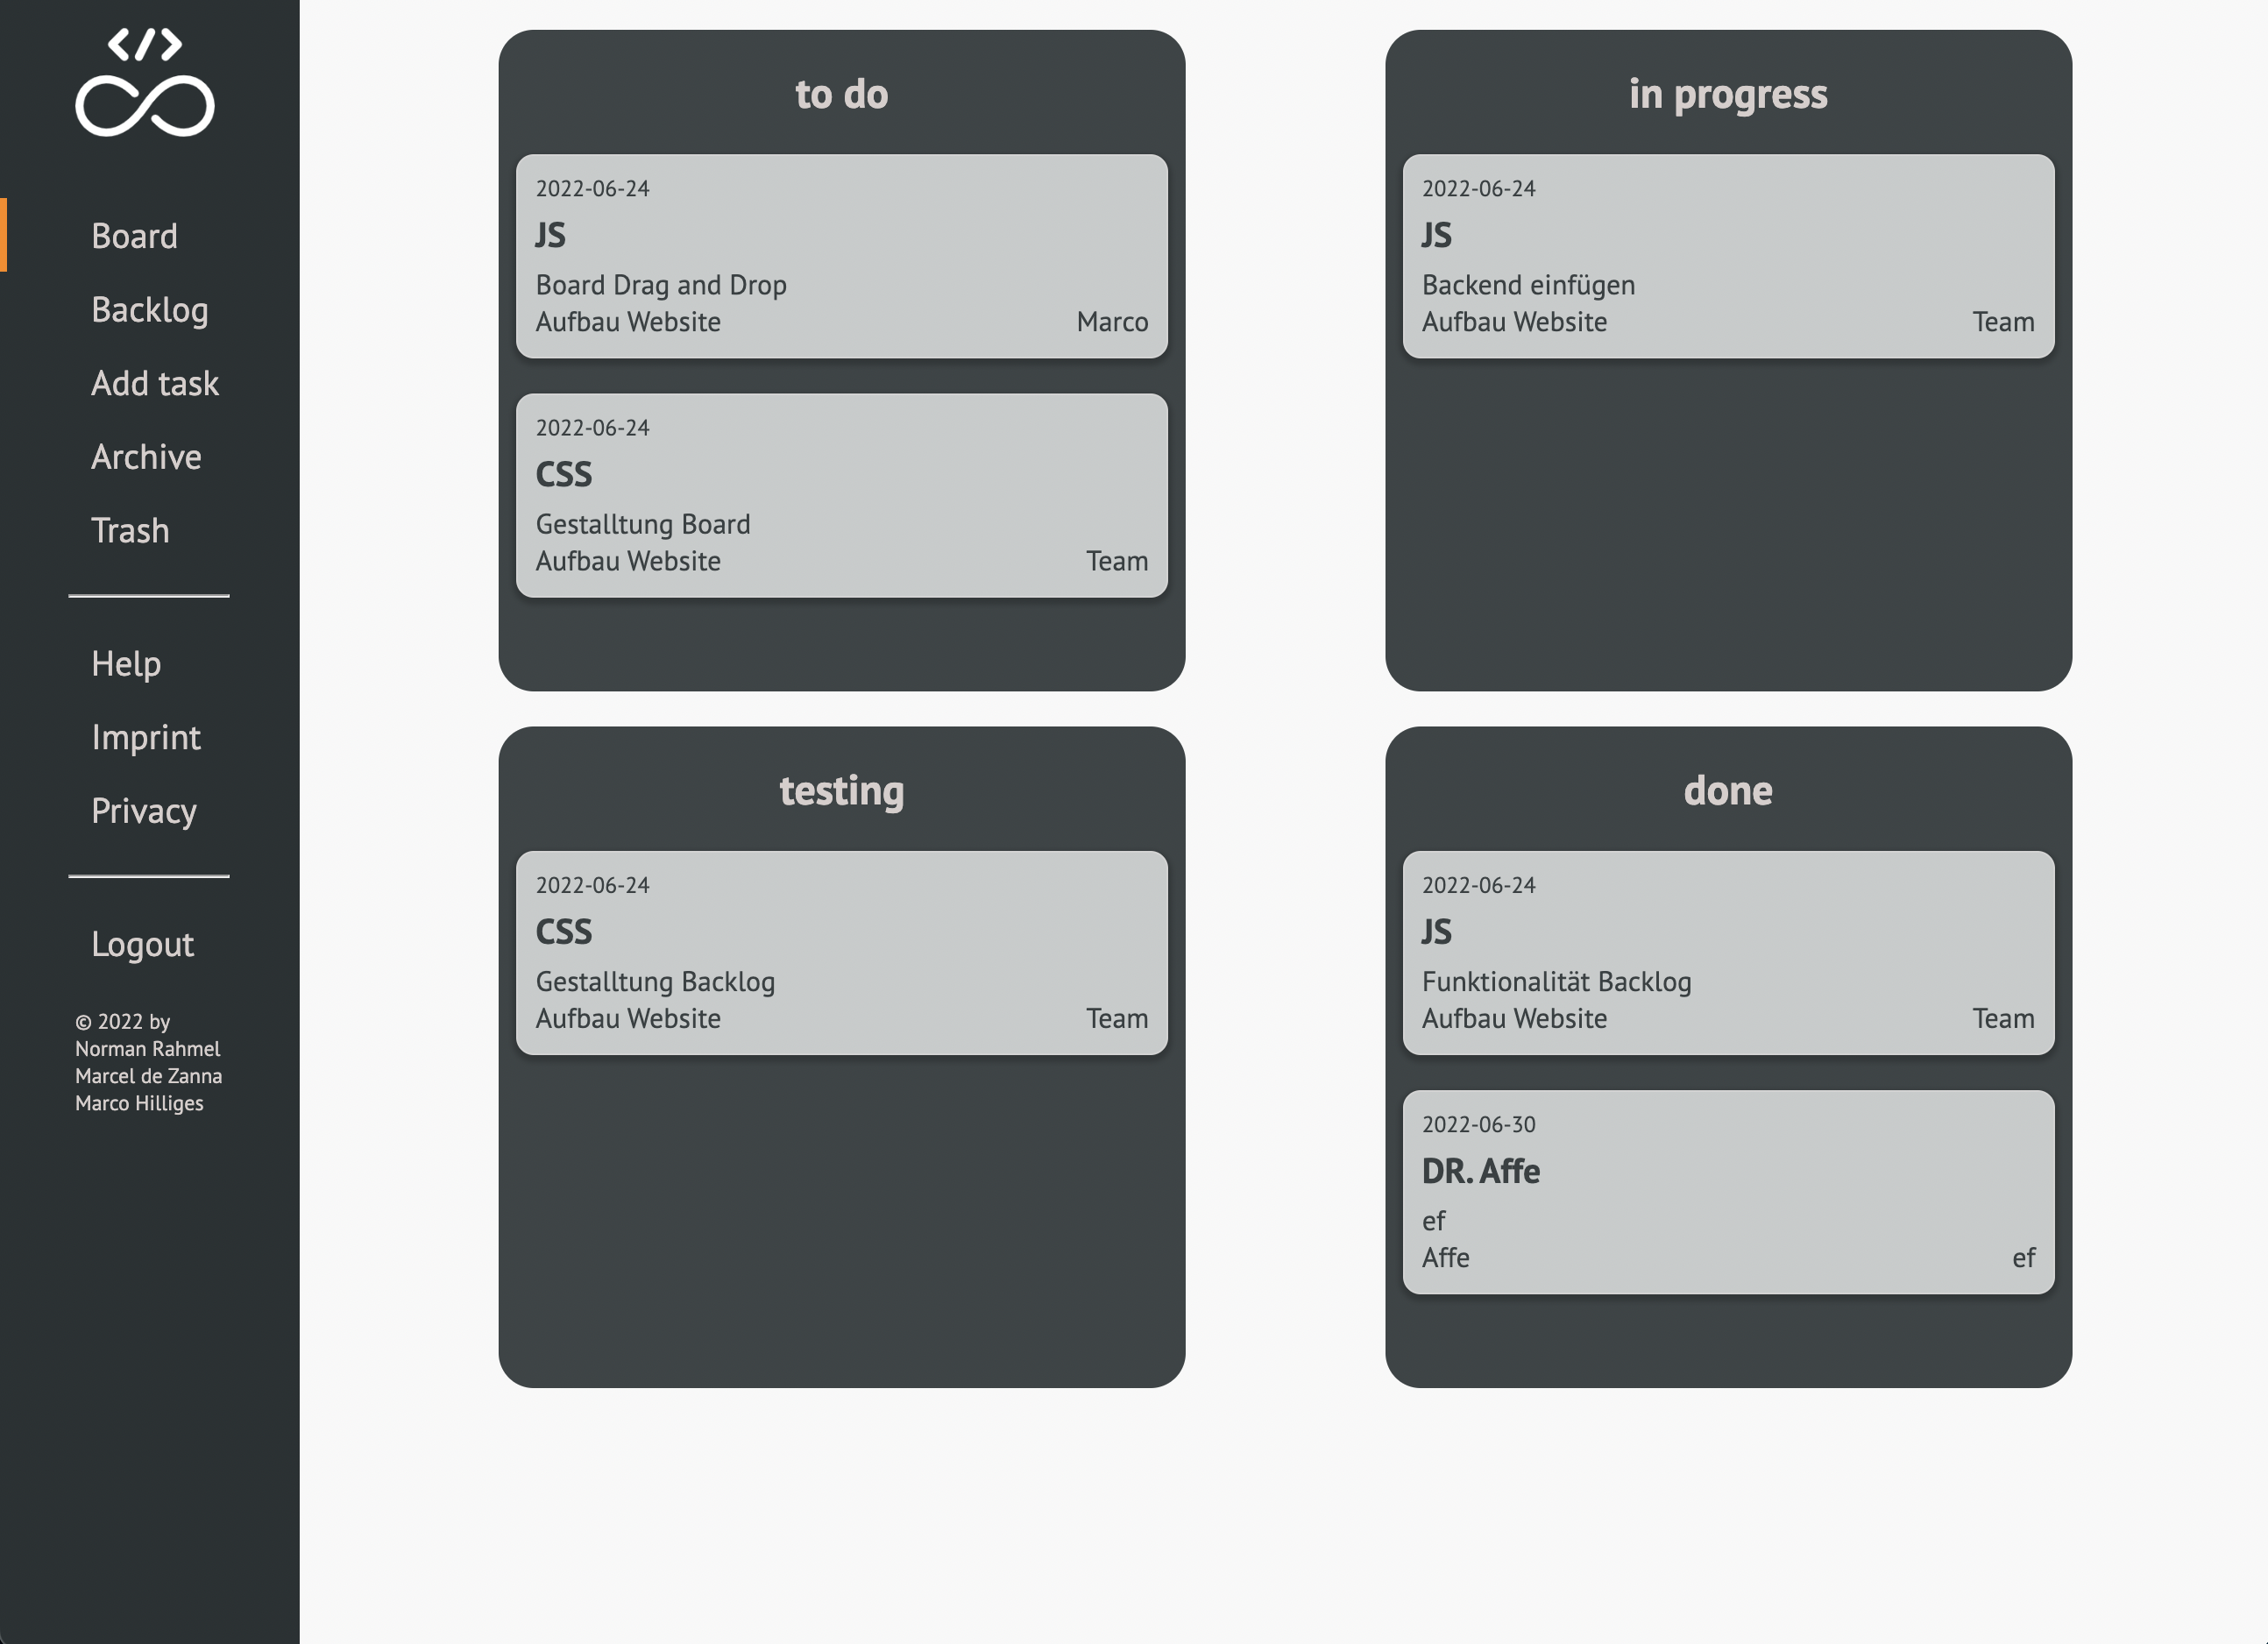 </>
Board
Backlog
Add task
Archive
Trash
Help
Imprint
Privacy
Logout
© 2022 by
Norman Rahmel
Marcel de Zanna
Marco Hilliges
to do
2022-06-24
JS
Board Drag and Drop
Aufbau Website Marco
2022-06-24
CSS
Gestalltung Board
Aufbau Website Team
in progress
2022-06-24
JS
Backend einfügen
Aufbau Website Team
testing
2022-06-24
CSS
Gestalltung Backlog
Aufbau Website Team
done
2022-06-24
JS
Funktionalität Backlog
Aufbau Website Team
2022-06-30
DR. Affe
ef
Affe ef